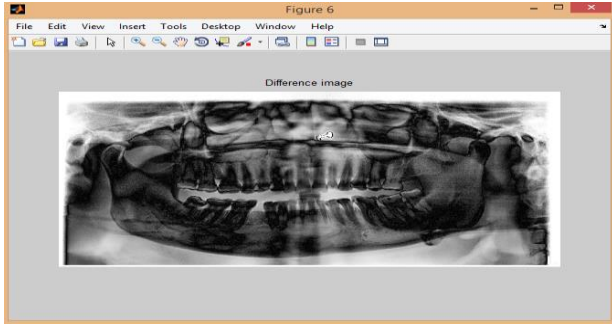 Figure 6
File Edit View Insert Tools Desktop Window Help
Difference image